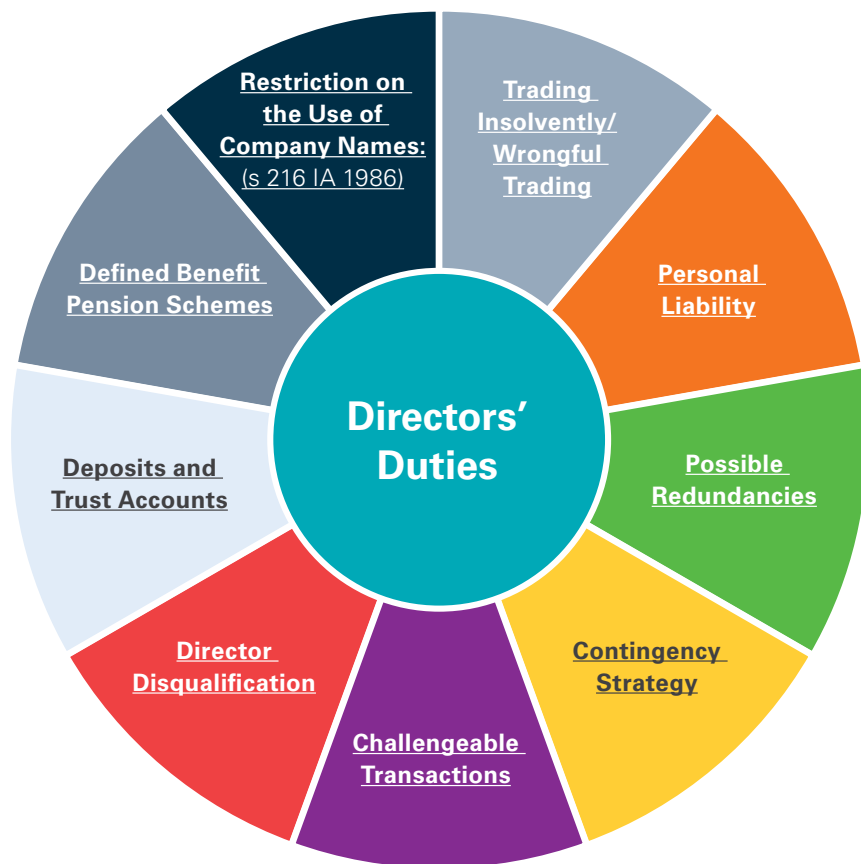 Restriction on
the Use of
Company Names:
(s 216 IA 1986)
Trading
Insolvently/
Wrongful
Trading
Personal
Liability
Possible
Redundancies
Contingency
Strategy
Challengeable
Transactions
Director
Disqualification
Deposits and
Trust Accounts
Defined Benefit
Pension Schemes
Directors’
Duties